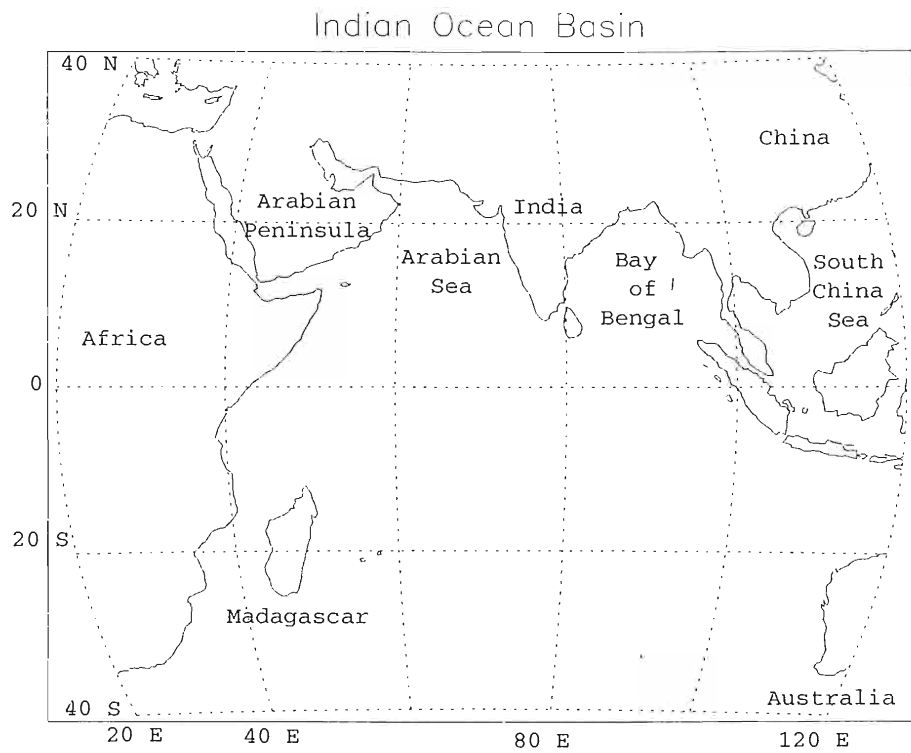 Indian Ocean Basin
40 N
China
20 N
Arabian
Peninsula
India
Arabian
Sea
Bay
of
Bengal
South
China
Sea
Africa
0
20 S
Madagascar
Australia
40 S
20 E
40 E
80 E
120 E